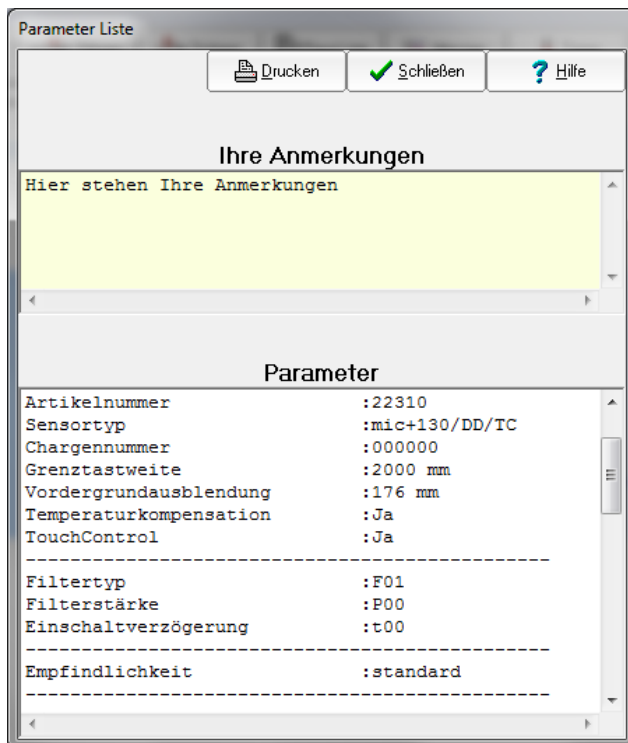 Parameter Liste
Drucken Schließen Hilfe
Ihre Anmerkungen
Hier stehen Ihre Anmerkungen
Parameter
Artikelnummer :22310
Sensortyp :mic+130/DD/TC
Chargennummer :000000
Grenztastweite :2000 mm
Vordergrundausblendung :176 mm
Temperaturkompensation :Ja
TouchControl :Ja
-----------------------------------------------
Filtertyp :F01
Filterstärke :P00
Einschaltverzögerung :t00
-----------------------------------------------
Empfindlichkeit :standard
-----------------------------------------------